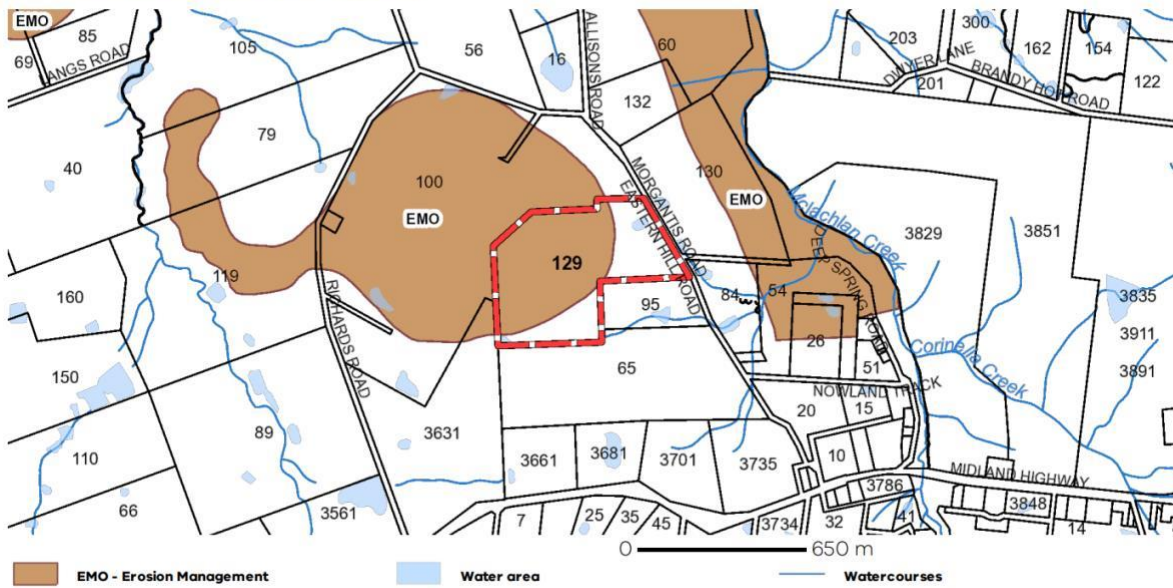 EMO
85
69
LANGS ROAD
105
56
16
ALLISONS ROAD
60
132
203
DWYER LANE
201
300
162
154
BRANDY HOT ROAD
122
79
40
100
EMO
130
EMO
MORGANTIS ROAD
EASTERN HILL ROAD
Mclachlan Creek
3829
3851
129
119
160
RICHARDS ROAD
95
84
54
DEEP SPRING ROAD
26
51
3835
3911
3891
Corinella Creek
150
65
NOWLAND TRACK
20
15
89
3631
110
3661
3681
3701
3735
10
66
3561
MIDLAND HIGHWAY
3786
3848
7
25
35
45
3734
32
41
14
0 650 m
EMO - Erosion Management
Water area
Watercourses